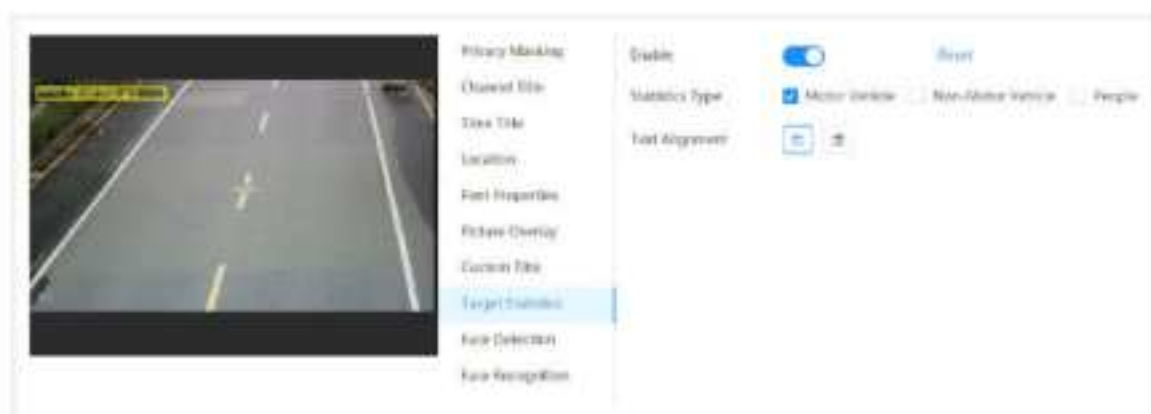 Privacy Masking
Enable
Reset
Channel Title
Statistics Type
Motor Vehicle
Non-Motor Vehicle
People
Time Title
Text Alignment
Location
Font Properties
Picture Overlay
Custom Title
Target Statistics
Face Detection
Face Recognition